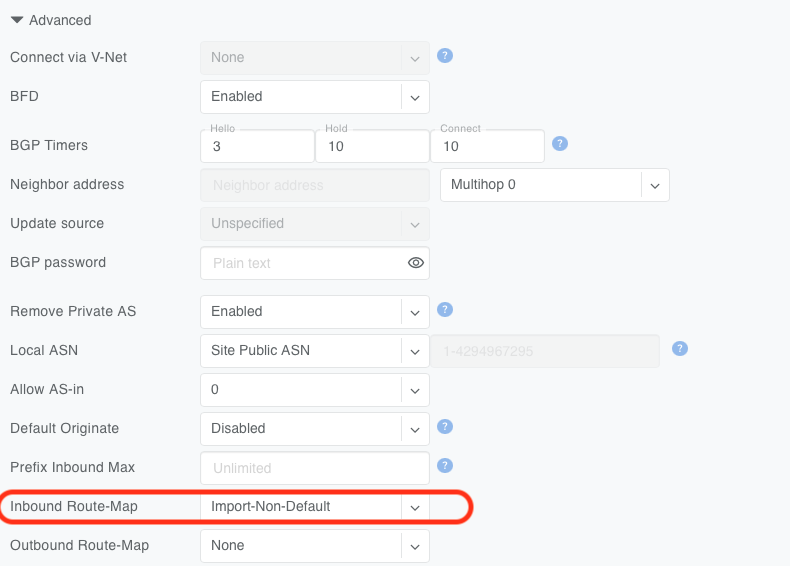 Advanced
Connect via V-Net None ?
BFD Enabled
Hello Hold Connect
BGP Timers 3 10 10 ?
Neighbor address Neighbor address Multihop 0
Update source Unspecified
BGP password Plain text
Remove Private AS Enabled ?
Local ASN Site Public ASN 1-4294967295 ?
Allow AS-in 0
Default Originate Disabled ?
Prefix Inbound Max Unlimited ?
Inbound Route-Map Import-Non-Default
Outbound Route-Map None